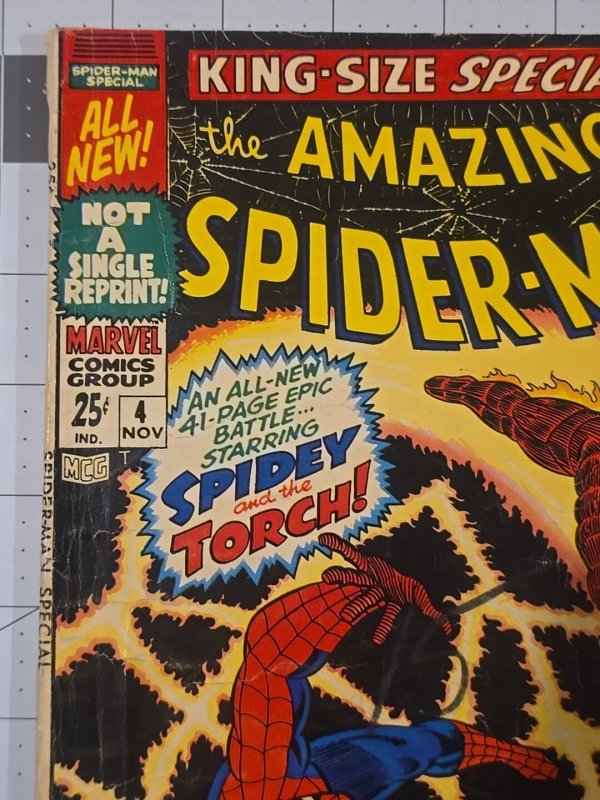 SPIDER-MAN
SPECIAL
ALL
NEW!
NOT
A
SINGLE
REPRINT!
MARVEL
COMICS
GROUP
25¢
IND.
4
NOV
MCG
KING-SIZE SPECIA
the AMAZING
SPIDER-M
AN ALL-NEW
41-PAGE EPIC
BATTLE...
STARRING
SPIDEY
and the
TORCH!
SPIDER-MAN SPECIAL